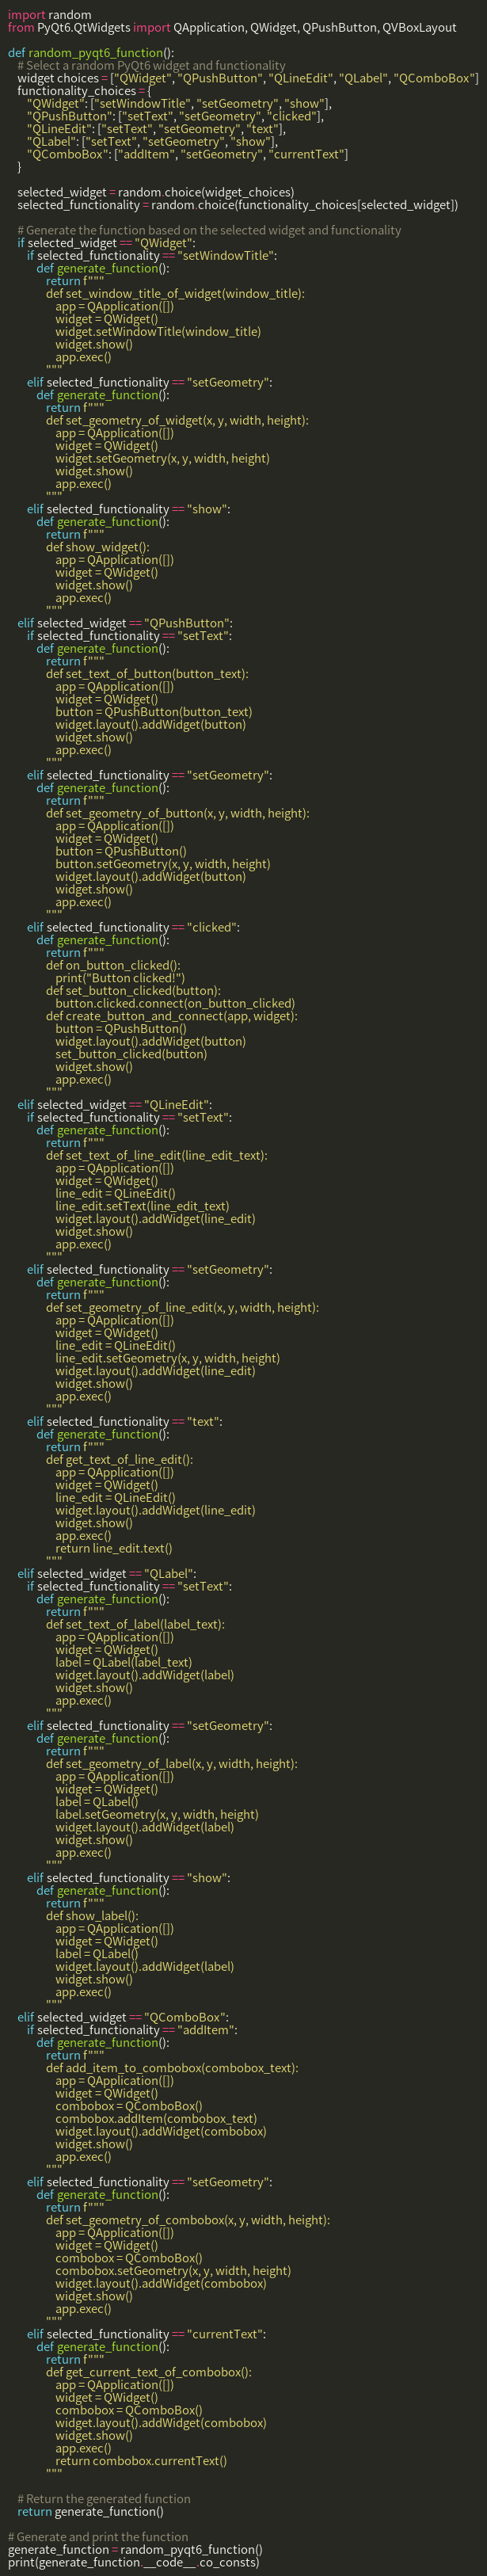 import random
from PyQt6.QtWidgets import QApplication, QWidget, QPushButton, QVBoxLayout

def random_pyqt6_function():
    # Select a random PyQt6 widget and functionality
    widget choices = ["QWidget", "QPushButton", "QLineEdit", "QLabel", "QComboBox"]
    functionality_choices = {
        "QWidget": ["setWindowTitle", "setGeometry", "show"],
        "QPushButton": ["setText", "setGeometry", "clicked"],
        "QLineEdit": ["setText", "setGeometry", "text"],
        "QLabel": ["setText", "setGeometry", "show"],
        "QComboBox": ["addItem", "setGeometry", "currentText"]
    }

    selected_widget = random.choice(widget_choices)
    selected_functionality = random.choice(functionality_choices[selected_widget])

    # Generate the function based on the selected widget and functionality
    if selected_widget == "QWidget":
        if selected_functionality == "setWindowTitle":
            def generate_function():
                return f"""
                def set_window_title_of_widget(window_title):
                    app = QApplication([])
                    widget = QWidget()
                    widget.setWindowTitle(window_title)
                    widget.show()
                    app.exec()
                """
        elif selected_functionality == "setGeometry":
            def generate_function():
                return f"""
                def set_geometry_of_widget(x, y, width, height):
                    app = QApplication([])
                    widget = QWidget()
                    widget.setGeometry(x, y, width, height)
                    widget.show()
                    app.exec()
                """
        elif selected_functionality == "show":
            def generate_function():
                return f"""
                def show_widget():
                    app = QApplication([])
                    widget = QWidget()
                    widget.show()
                    app.exec()
                """
    elif selected_widget == "QPushButton":
        if selected_functionality == "setText":
            def generate_function():
                return f"""
                def set_text_of_button(button_text):
                    app = QApplication([])
                    widget = QWidget()
                    button = QPushButton(button_text)
                    widget.layout().addWidget(button)
                    widget.show()
                    app.exec()
                """
        elif selected_functionality == "setGeometry":
            def generate_function():
                return f"""
                def set_geometry_of_button(x, y, width, height):
                    app = QApplication([])
                    widget = QWidget()
                    button = QPushButton()
                    button.setGeometry(x, y, width, height)
                    widget.layout().addWidget(button)
                    widget.show()
                    app.exec()
                """
        elif selected_functionality == "clicked":
            def generate_function():
                return f"""
                def on_button_clicked():
                    print("Button clicked!")
                def set_button_clicked(button):
                    button.clicked.connect(on_button_clicked)
                def create_button_and_connect(app, widget):
                    button = QPushButton()
                    widget.layout().addWidget(button)
                    set_button_clicked(button)
                    widget.show()
                    app.exec()
                """
    elif selected_widget == "QLineEdit":
        if selected_functionality == "setText":
            def generate_function():
                return f"""
                def set_text_of_line_edit(line_edit_text):
                    app = QApplication([])
                    widget = QWidget()
                    line_edit = QLineEdit()
                    line_edit.setText(line_edit_text)
                    widget.layout().addWidget(line_edit)
                    widget.show()
                    app.exec()
                """
        elif selected_functionality == "setGeometry":
            def generate_function():
                return f"""
                def set_geometry_of_line_edit(x, y, width, height):
                    app = QApplication([])
                    widget = QWidget()
                    line_edit = QLineEdit()
                    line_edit.setGeometry(x, y, width, height)
                    widget.layout().addWidget(line_edit)
                    widget.show()
                    app.exec()
                """
        elif selected_functionality == "text":
            def generate_function():
                return f"""
                def get_text_of_line_edit():
                    app = QApplication([])
                    widget = QWidget()
                    line_edit = QLineEdit()
                    widget.layout().addWidget(line_edit)
                    widget.show()
                    app.exec()
                    return line_edit.text()
                """
    elif selected_widget == "QLabel":
        if selected_functionality == "setText":
            def generate_function():
                return f"""
                def set_text_of_label(label_text):
                    app = QApplication([])
                    widget = QWidget()
                    label = QLabel(label_text)
                    widget.layout().addWidget(label)
                    widget.show()
                    app.exec()
                """
        elif selected_functionality == "setGeometry":
            def generate_function():
                return f"""
                def set_geometry_of_label(x, y, width, height):
                    app = QApplication([])
                    widget = QWidget()
                    label = QLabel()
                    label.setGeometry(x, y, width, height)
                    widget.layout().addWidget(label)
                    widget.show()
                    app.exec()
                """
        elif selected_functionality == "show":
            def generate_function():
                return f"""
                def show_label():
                    app = QApplication([])
                    widget = QWidget()
                    label = QLabel()
                    widget.layout().addWidget(label)
                    widget.show()
                    app.exec()
                """
    elif selected_widget == "QComboBox":
        if selected_functionality == "addItem":
            def generate_function():
                return f"""
                def add_item_to_combobox(combobox_text):
                    app = QApplication([])
                    widget = QWidget()
                    combobox = QComboBox()
                    combobox.addItem(combobox_text)
                    widget.layout().addWidget(combobox)
                    widget.show()
                    app.exec()
                """
        elif selected_functionality == "setGeometry":
            def generate_function():
                return f"""
                def set_geometry_of_combobox(x, y, width, height):
                    app = QApplication([])
                    widget = QWidget()
                    combobox = QComboBox()
                    combobox.setGeometry(x, y, width, height)
                    widget.layout().addWidget(combobox)
                    widget.show()
                    app.exec()
                """
        elif selected_functionality == "currentText":
            def generate_function():
                return f"""
                def get_current_text_of_combobox():
                    app = QApplication([])
                    widget = QWidget()
                    combobox = QComboBox()
                    widget.layout().addWidget(combobox)
                    widget.show()
                    app.exec()
                    return combobox.currentText()
                """

    # Return the generated function
    return generate_function()

# Generate and print the function
generate_function = random_pyqt6_function()
print(generate_function.__code__.co_consts)